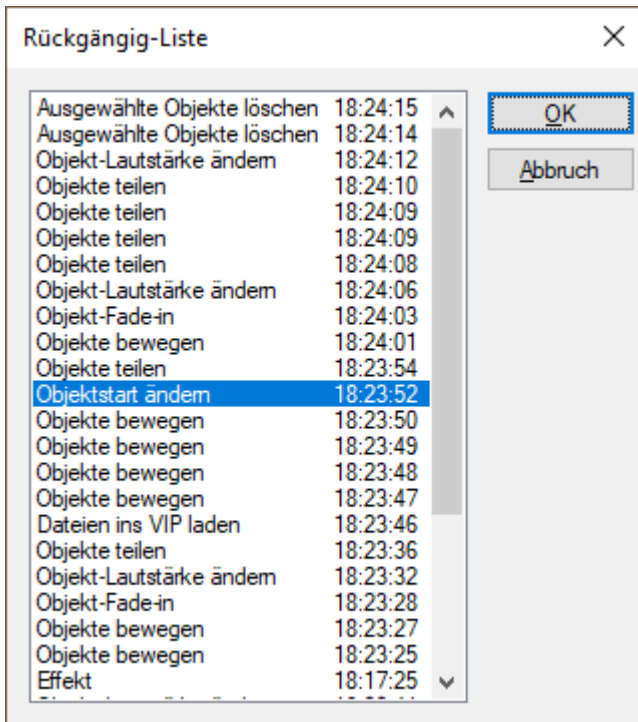 Rückgängig-Liste
Ausgewählte Objekte löschen 18:24:15
Ausgewählte Objekte löschen 18:24:14
Objekt-Lautstärke ändern 18:24:12
Objekte teilen 18:24:10
Objekte teilen 18:24:09
Objekte teilen 18:24:09
Objekte teilen 18:24:08
Objekt-Lautstärke ändern 18:24:06
Objekt-Fade-in 18:24:03
Objekte bewegen 18:24:01
Objekte teilen 18:23:54
Objektstart ändern 18:23:52
Objekte bewegen 18:23:50
Objekte bewegen 18:23:49
Objekte bewegen 18:23:48
Objekte bewegen 18:23:47
Dateien ins VIP laden 18:23:46
Objekte teilen 18:23:36
Objekt-Lautstärke ändern 18:23:32
Objekt-Fade-in 18:23:28
Objekte bewegen 18:23:27
Objekte bewegen 18:23:25
Effekt 18:17:25
OK
Abbruch